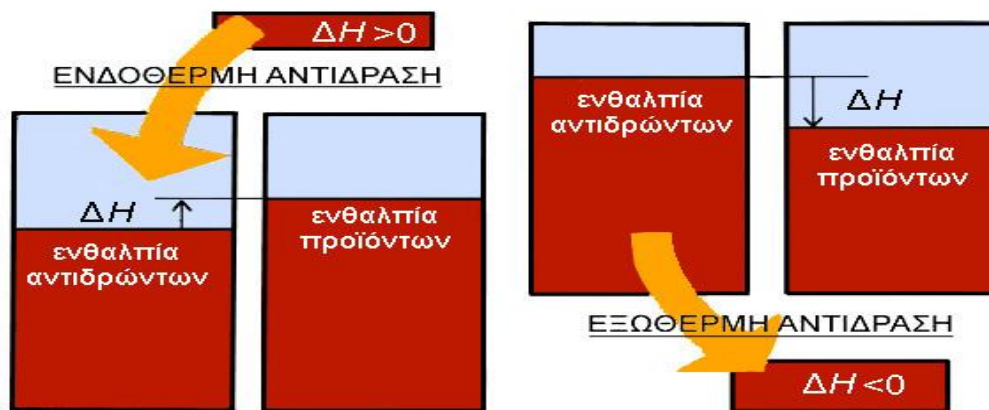 ΔH >0
ΕΝΔΟΘΕΡΜΗ ΑΝΤΙΔΡΑΣΗ
ΔH
ενθαλπία
αντιδρώντων
ενθαλπία
προϊόντων
ενθαλπία
αντιδρώντων
ΔH
ενθαλπία
προϊόντων
ΕΞΩΘΕΡΜΗ ΑΝΤΙΔΡΑΣΗ
ΔH <0